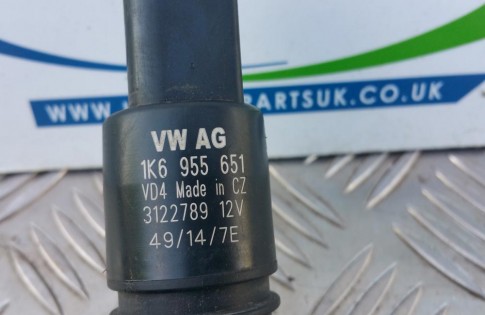 WWW.
PARTSUK.CO.UK
VW AG
1K6 955 651
VD4 Made in CZ
3122789 12V
49/14/7E